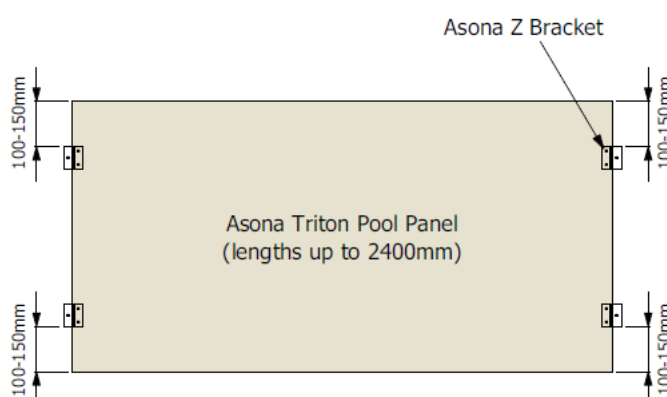 Asona Z Bracket
100-150mm
100-150mm
Asona Triton Pool Panel
(lengths up to 2400mm)
100-150mm
100-150mm